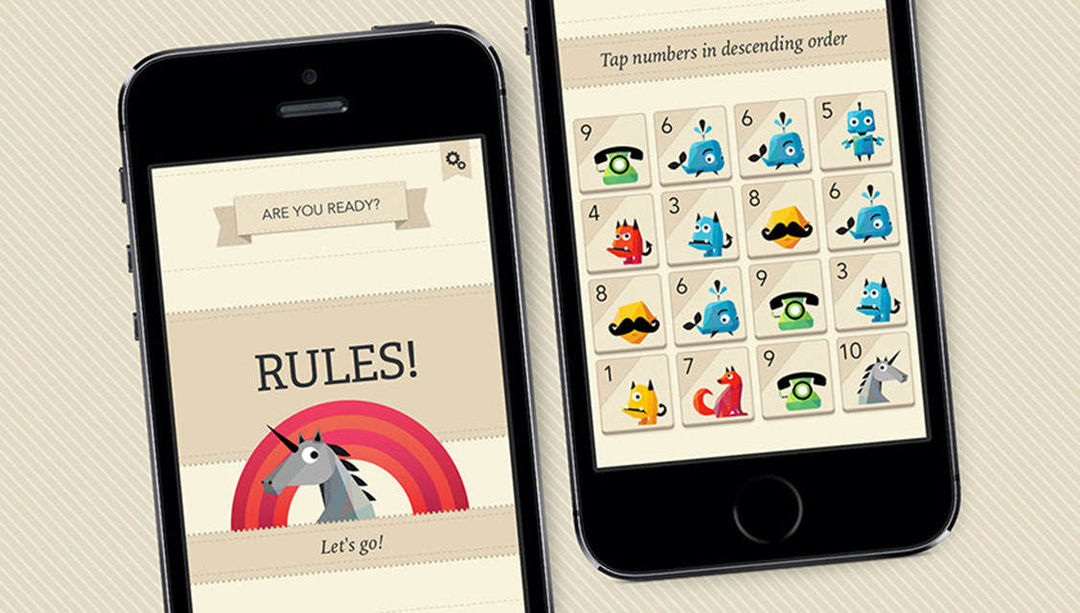 ARE YOU READY?
RULES!
Let's go!
Tap numbers in descending order
9 6 6 5
4 3 8 6
8 6 9 3
1 7 9 10